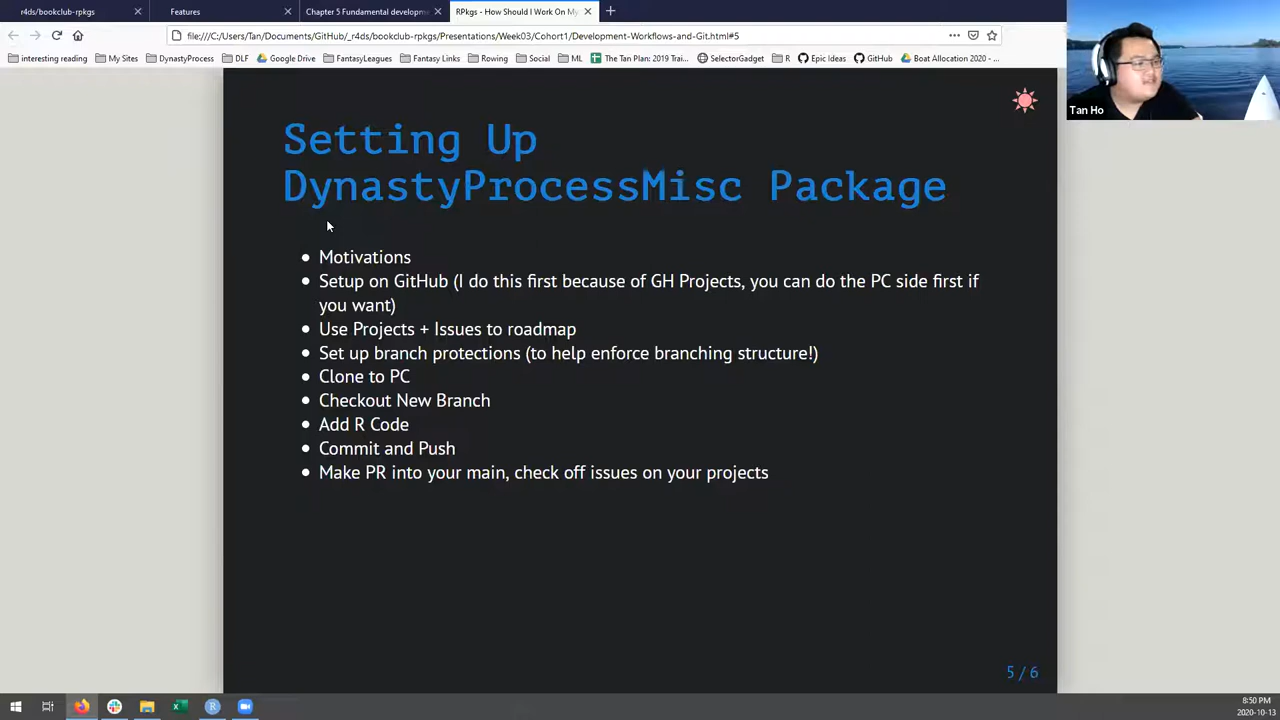 r4ds/bookclub-rpkgs
Features
Chapter 5 Fundamental developm
RPkgs - How Should I Work On My
file:///C:/Users/Tan/Documents/GitHub/_r4ds/bookclub-rpkgs/Presentations/Week03/Cohort1/Development-Workflows-and-Git.html#5
interesting reading
My Sites
DynastyProcess
DLF
Google Drive
FantasyLeagues
Fantasy Links
Rowing
Social
ML
The Tan Plan: 2019 Trai...
SelectorGadget
R
Epic Ideas
GitHub
Boat Allocation 2020 -...
Tan Ho
Setting Up
DynastyProcessMisc Package
Motivations
Setup on GitHub (I do this first because of GH Projects, you can do the PC side first if
you want)
Use Projects + Issues to roadmap
Set up branch protections (to help enforce branching structure!)
Clone to PC
Checkout New Branch
Add R Code
Commit and Push
Make PR into your main, check off issues on your projects
5 / 6
8:50 PM
2020-10-13